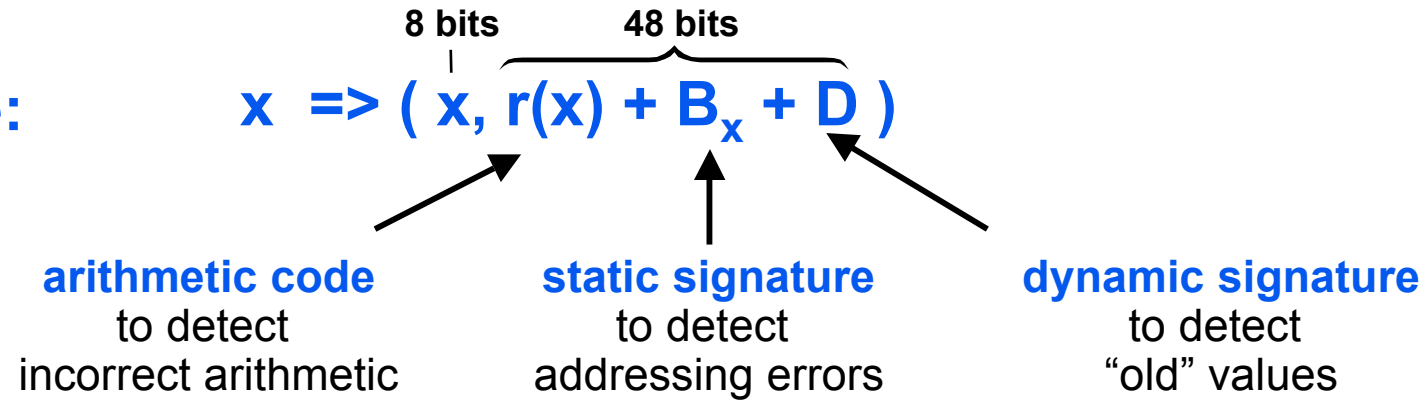 8 bits 48 bits
: x => ( x, r(x) + Bx + D )
arithmetic code static signature dynamic signature
to detect to detect to detect
incorrect arithmetic addressing errors “old” values